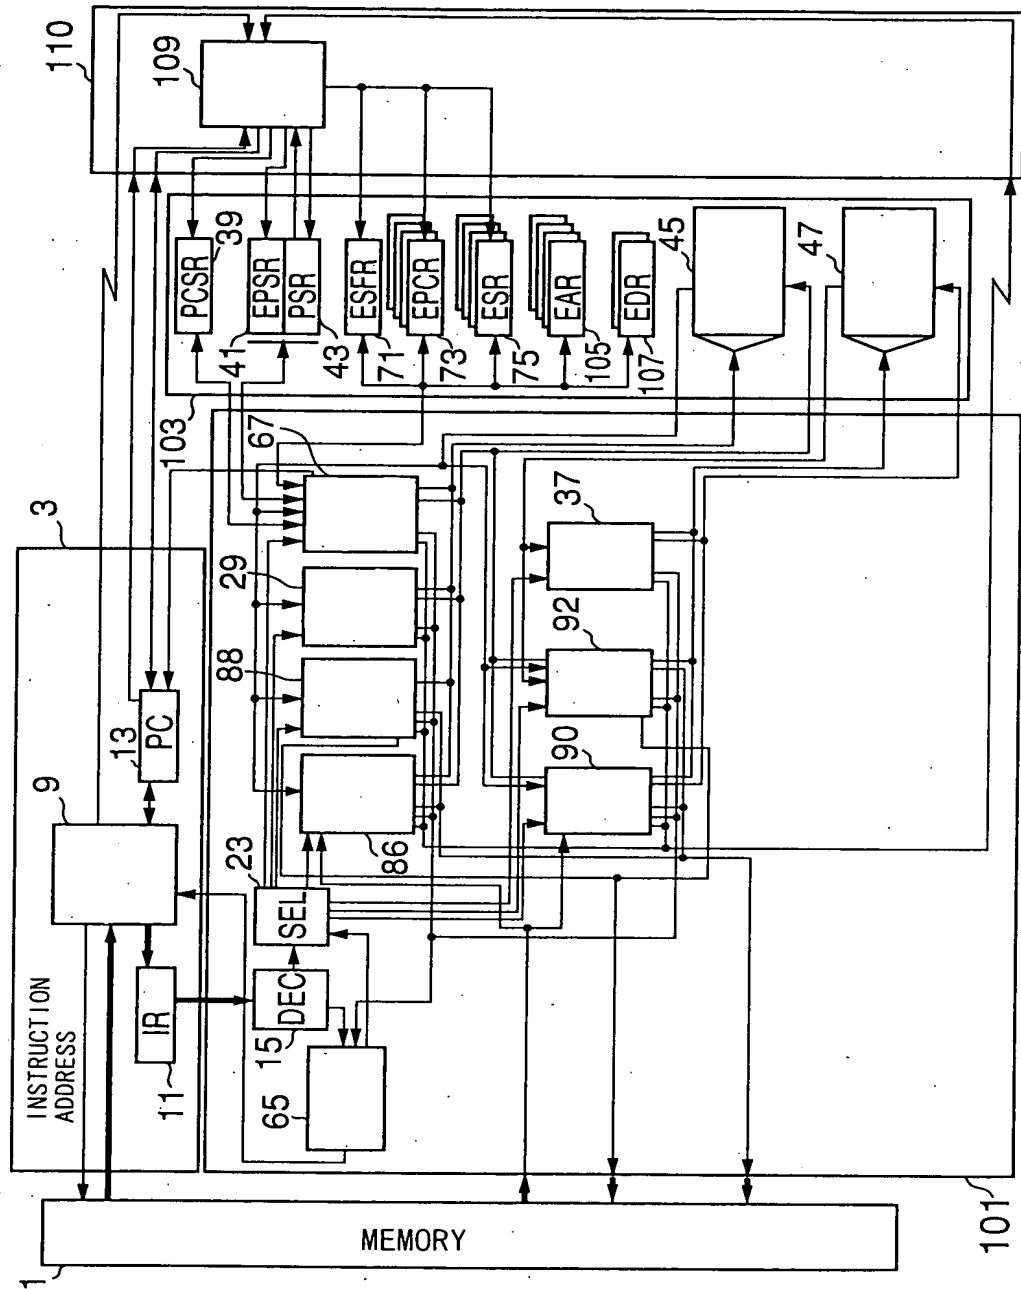 110
109
PCSR
39
EPSR
41
PSR
43
ESFR
71
EPCR
73
ESR
75
EAR
105
EDR
107
45
47
103
67
3
29
37
88
92
13
PC
9
90
86
23
SEL
INSTRUCTION
ADDRESS
IR
11
DEC
15
65
101
MEMORY
1